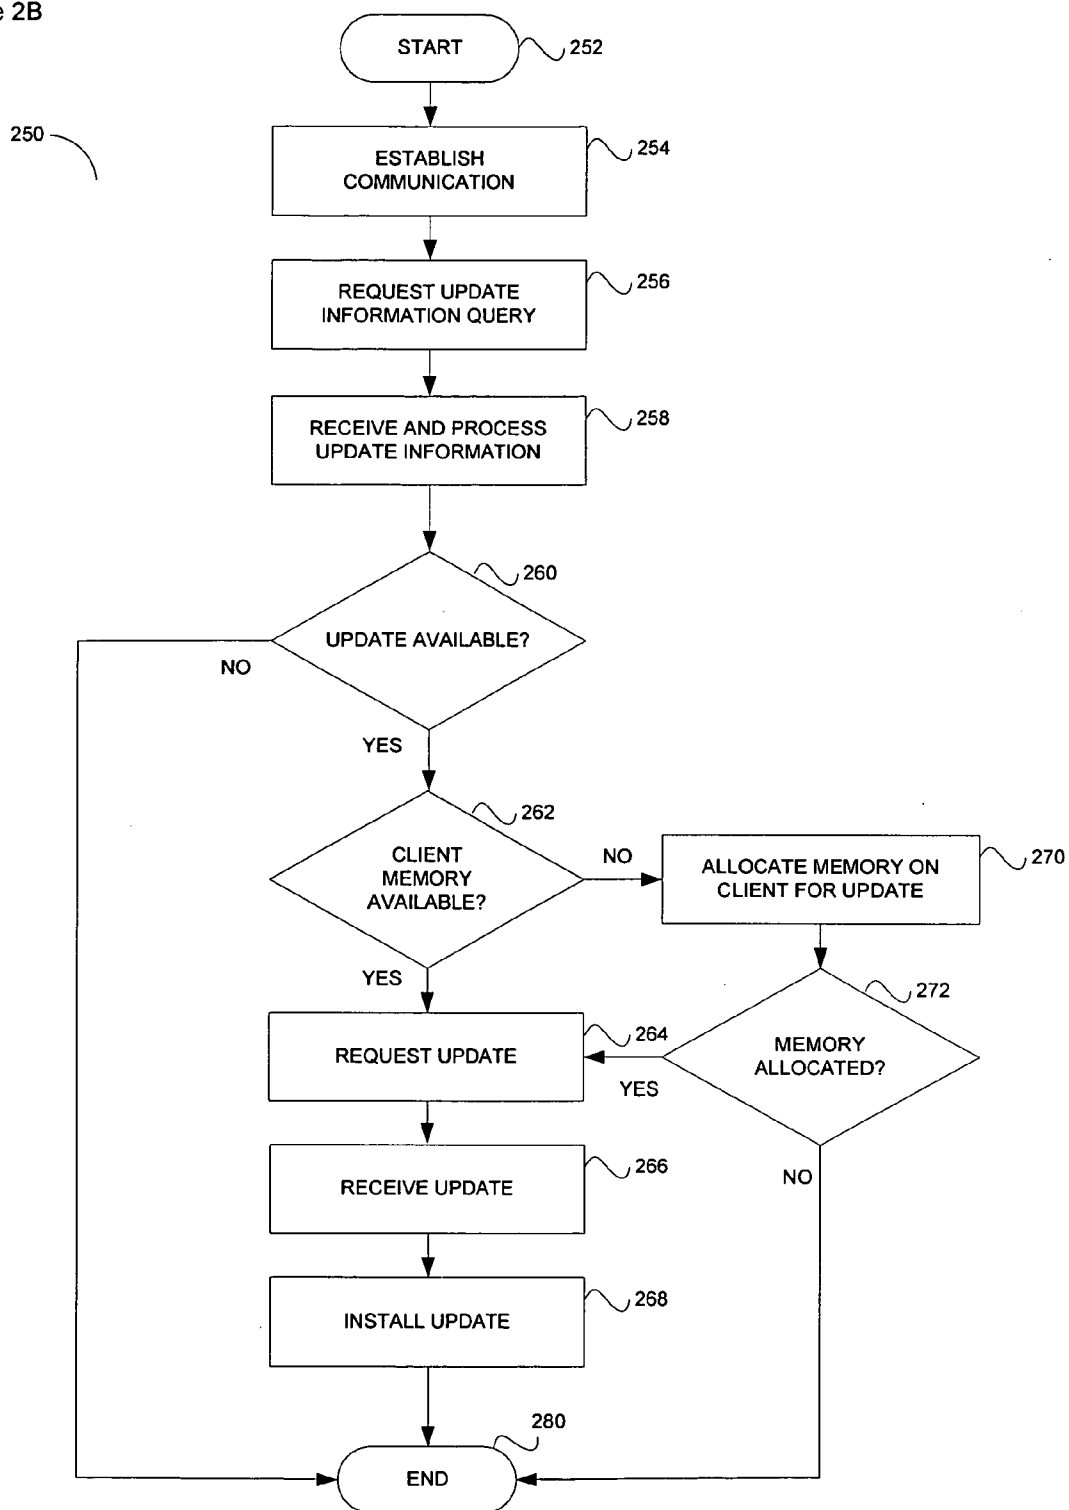 e 2B
START
252
250
ESTABLISH
COMMUNICATION
254
REQUEST UPDATE
INFORMATION QUERY
256
RECEIVE AND PROCESS
UPDATE INFORMATION
258
260
UPDATE AVAILABLE?
NO
YES
262
CLIENT
MEMORY
AVAILABLE?
NO
ALLOCATE MEMORY ON
CLIENT FOR UPDATE
270
YES
272
REQUEST UPDATE
264
MEMORY
ALLOCATED?
YES
RECEIVE UPDATE
266
NO
INSTALL UPDATE
268
280
END